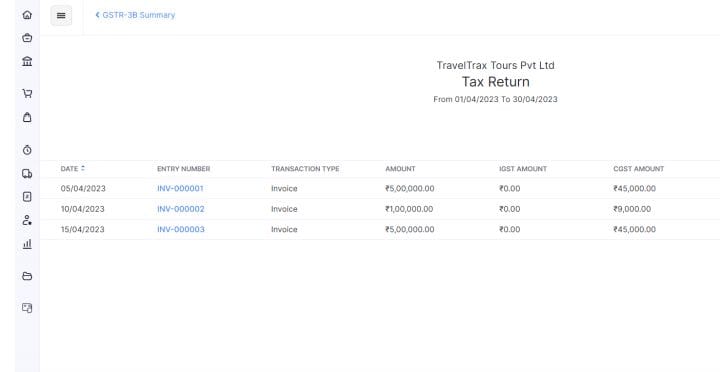 GSTR-3B Summary
TravelTrax Tours Pvt Ltd
Tax Return
From 01/04/2023 To 30/04/2023
DATE ENTRY NUMBER TRANSACTION TYPE AMOUNT IGST AMOUNT CGST AMOUNT
05/04/2023 INV-000001 Invoice ₹5,00,000.00 ₹0.00 ₹45,000.00
10/04/2023 INV-000002 Invoice ₹1,00,000.00 ₹0.00 ₹9,000.00
15/04/2023 INV-000003 Invoice ₹5,00,000.00 ₹0.00 ₹45,000.00